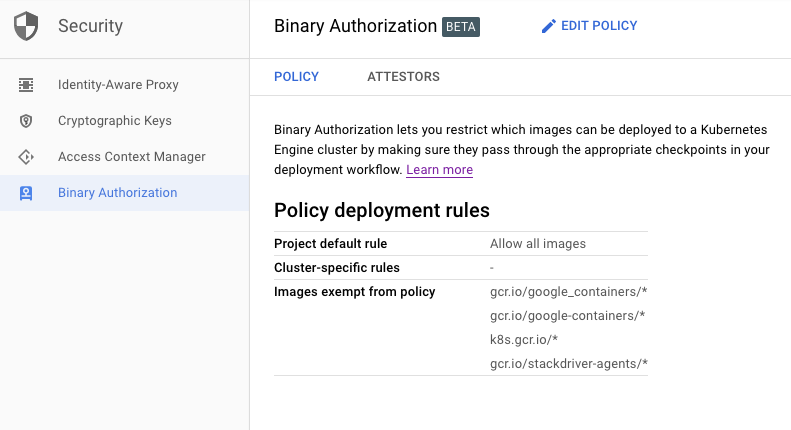 Security
Identity-Aware Proxy
Cryptographic Keys
Access Context Manager
Binary Authorization
Binary Authorization BETA
EDIT POLICY
POLICY ATTESTORS
Binary Authorization lets you restrict which images can be deployed to a Kubernetes
Engine cluster by making sure they pass through the appropriate checkpoints in your
deployment workflow. Learn more
Policy deployment rules
Project default rule Allow all images
Cluster-specific rules -
Images exempt from policy gcr.io/google_containers/*
gcr.io/google-containers/*
k8s.gcr.io/*
gcr.io/stackdriver-agents/*